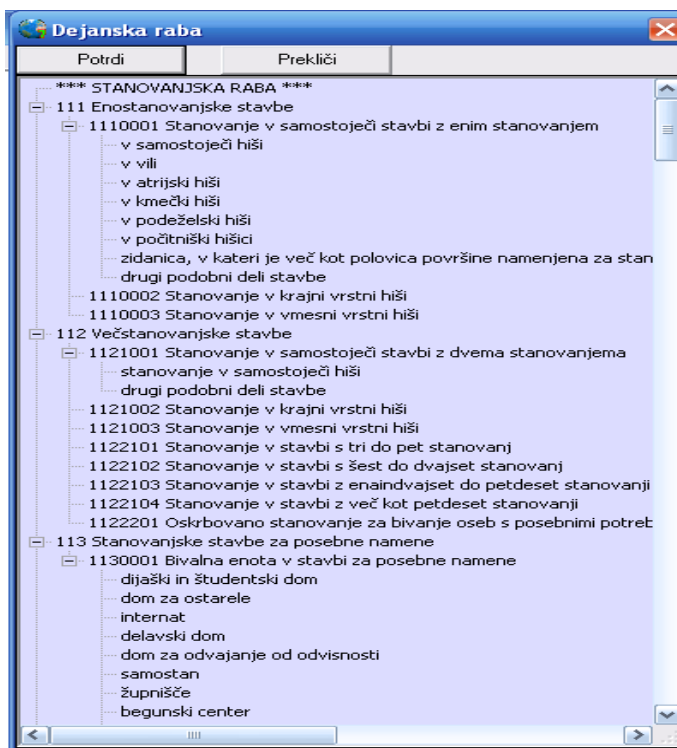 Dejanska raba
Potrdi Prekliči
*** STANOVANJSKA RABA ***
111 Enostanovanjske stavbe
1110001 Stanovanje v samostoječi stavbi z enim stanovanjem
v samostoječi hiši
v vili
v atrijski hiši
v kmečki hiši
v podeželski hiši
v počitniški hišici
zidanica, v kateri je več kot polovica površine namenjena za stan
drugi podobni deli stavbe
1110002 Stanovanje v krajni vrstni hiši
1110003 Stanovanje v vmesni vrstni hiši
112 Večstanovanjske stavbe
1121001 Stanovanje v samostoječi stavbi z dvema stanovanjema
stanovanje v samostoječi hiši
drugi podobni deli stavbe
1121002 Stanovanje v krajni vrstni hiši
1121003 Stanovanje v vmesni vrstni hiši
1122101 Stanovanje v stavbi s tri do pet stanovanj
1122102 Stanovanje v stavbi s šest do dvajset stanovanj
1122103 Stanovanje v stavbi z enaindvajset do petdeset stanovanji
1122104 Stanovanje v stavbi z več kot petdeset stanovanji
1122201 Oskrbovano stanovanje za bivanje oseb s posebnimi potreb
113 Stanovanjske stavbe za posebne namene
1130001 Bivalna enota v stavbi za posebne namene
dijaški in študentski dom
dom za ostarele
internat
delavski dom
dom za odvajanje od odvisnosti
samostan
župnišče
begunski center